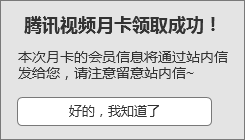 腾讯视频月卡领取成功！
本次月卡的会员信息将通过站内信
发给您，请注意留意站内信~
好的，我知道了